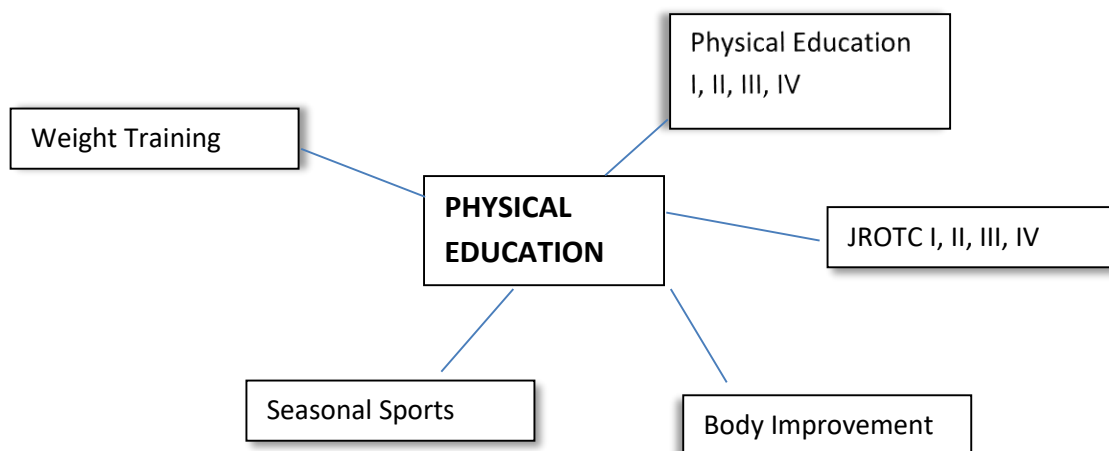 Physical Education
I, II, III, IV
Weight Training
PHYSICAL
EDUCATION
JROTC I, II, III, IV
Seasonal Sports
Body Improvement